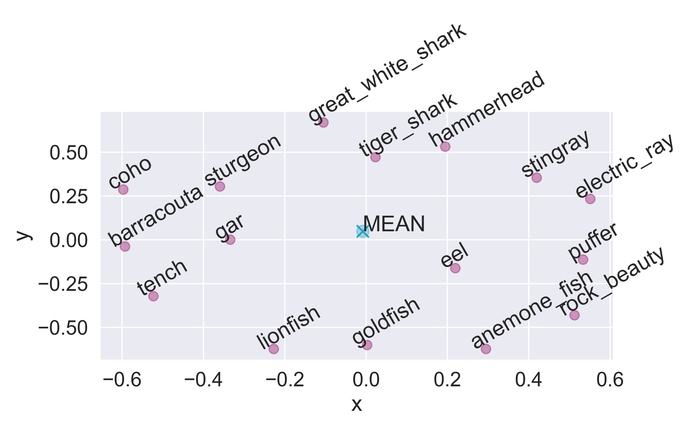 great_white_shark
tiger_shark
hammerhead
0.50
coho
sturgeon
stingray
electric_ray
0.25
barracouta
gar
MEAN
0.00
y
tench
eel
puffer
−0.25
lionfish
goldfish
anemone_fish
rock_beauty
−0.50
−0.6 −0.4 −0.2 0.0 0.2 0.4 0.6
x